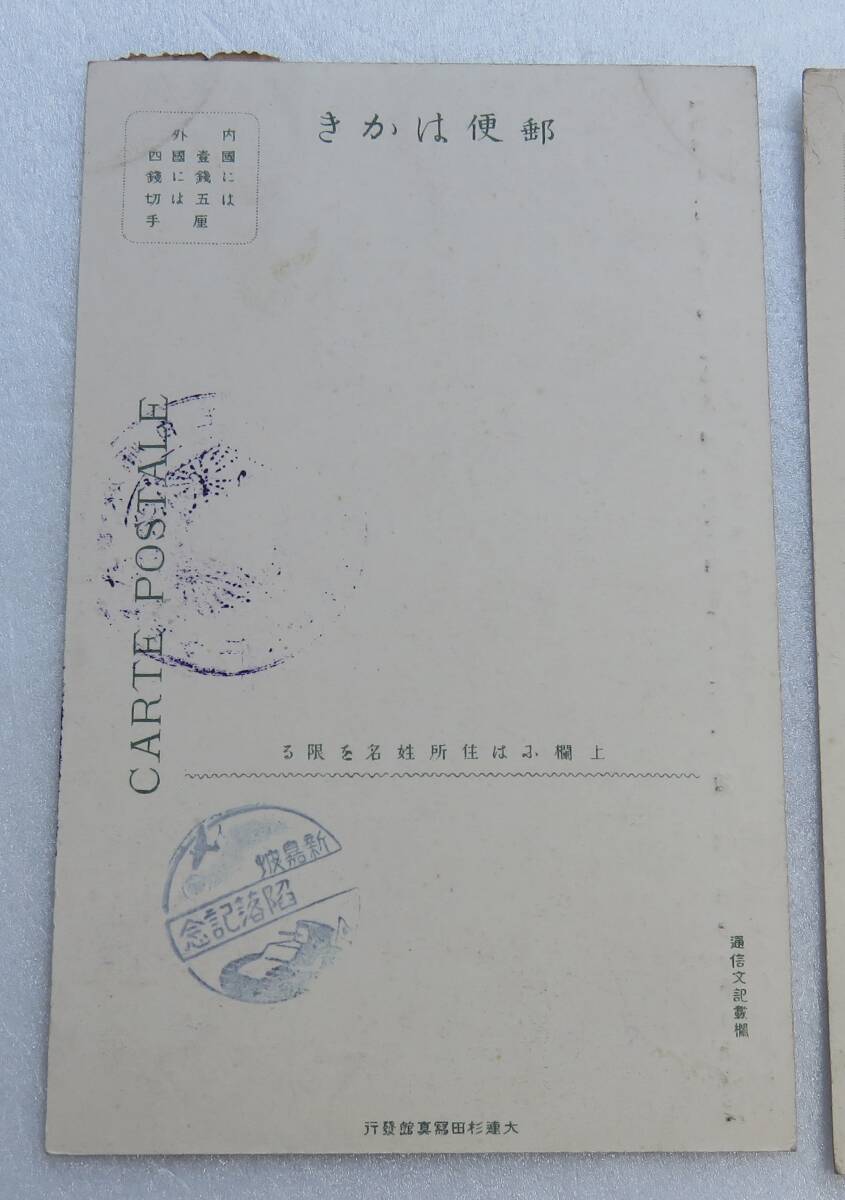 郵便はかき
内國には
壹錢五厘
外國には
四錢切手
CARTE POSTALE
上欄には住所姓名を限る
新嘉坡
陷落記念
通信文記載欄
大連杉田寫眞館發行